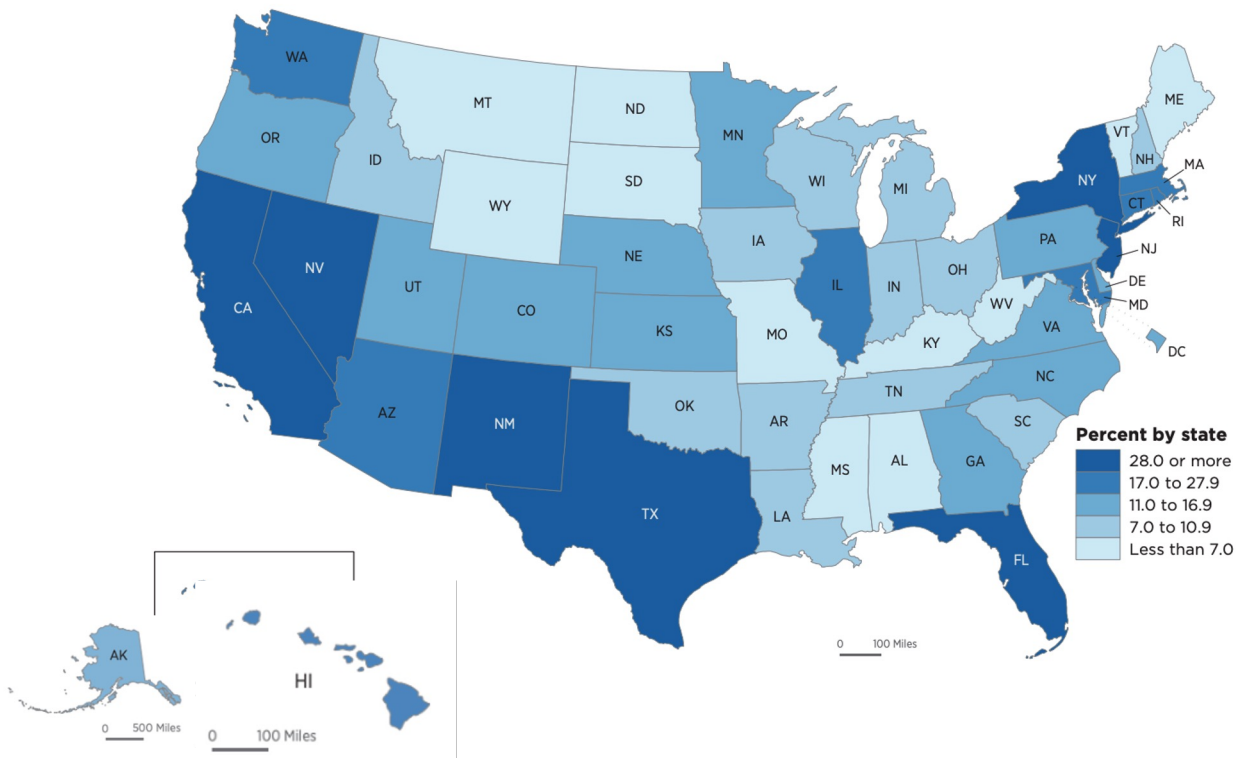 WA
MT
ND
MN
ME
VT
NH
MA
OR
ID
SD
WI
MI
NY
CT
RI
WY
IA
PA
NJ
NE
OH
DE
MD
NV
UT
CO
IL
IN
WV
VA
DC
CA
KS
MO
KY
NC
AZ
NM
OK
AR
TN
SC
MS
AL
GA
TX
LA
FL
Percent by state
28.0 or more
17.0 to 27.9
11.0 to 16.9
7.0 to 10.9
Less than 7.0
0 100 Miles
AK
HI
0 500 Miles
0 100 Miles